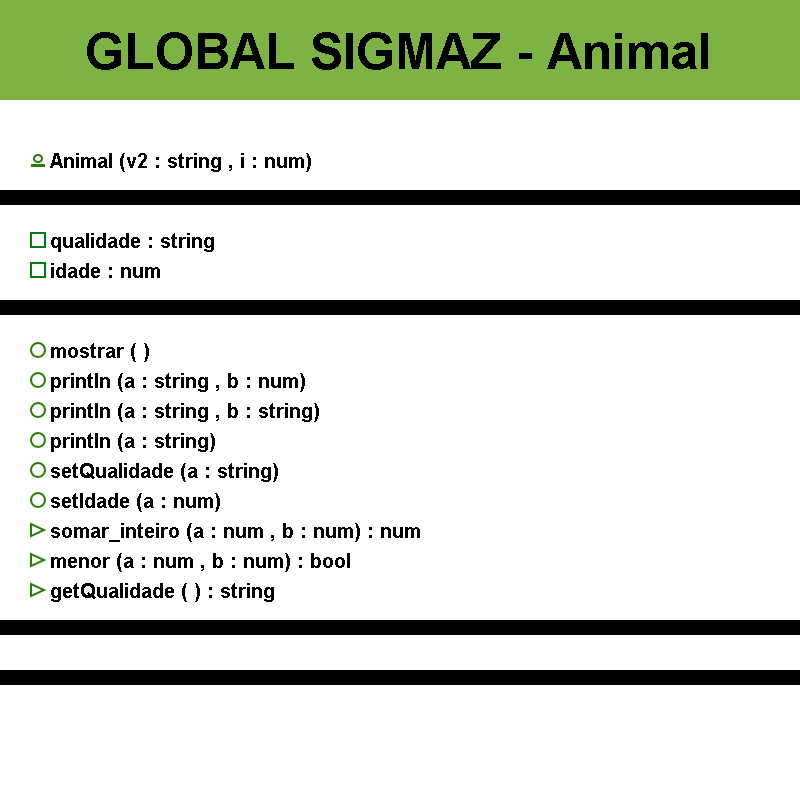 GLOBAL SIGMAZ - Animal
Animal (v2 : string , i : num)
qualidade : string
idade : num
mostrar ( )
println (a : string , b : num)
println (a : string , b : string)
println (a : string)
setQualidade (a : string)
setIdade (a : num)
somar_inteiro (a : num , b : num) : num
menor (a : num , b : num) : bool
getQualidade ( ) : string